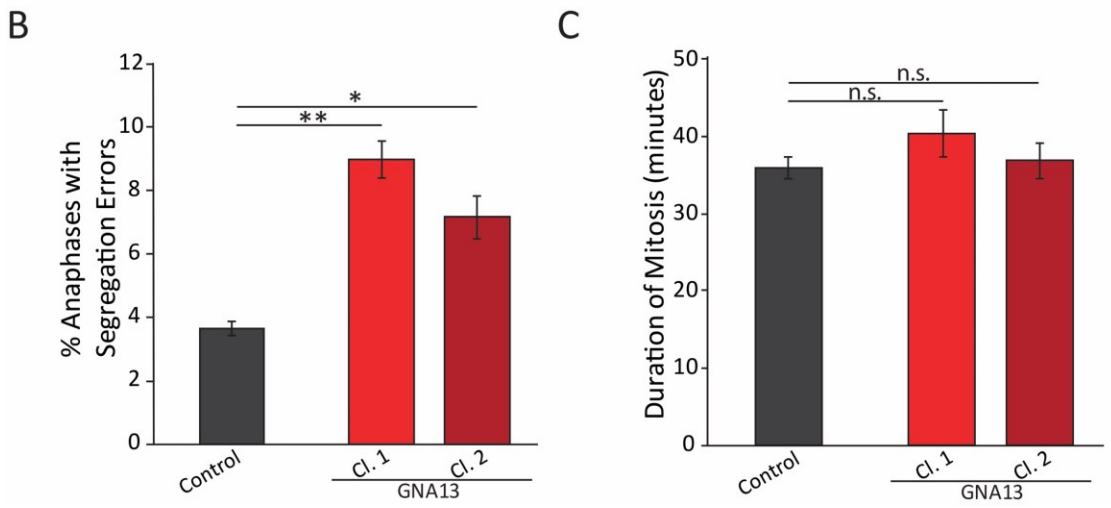 B
% Anaphases with
Segregation Errors
12
10
8
6
4
2
0
*
**
Control
Cl. 1
Cl. 2
GNA13
C
Duration of Mitosis (minutes)
50
40
30
20
10
0
n.s.
n.s.
Control
Cl. 1
Cl. 2
GNA13